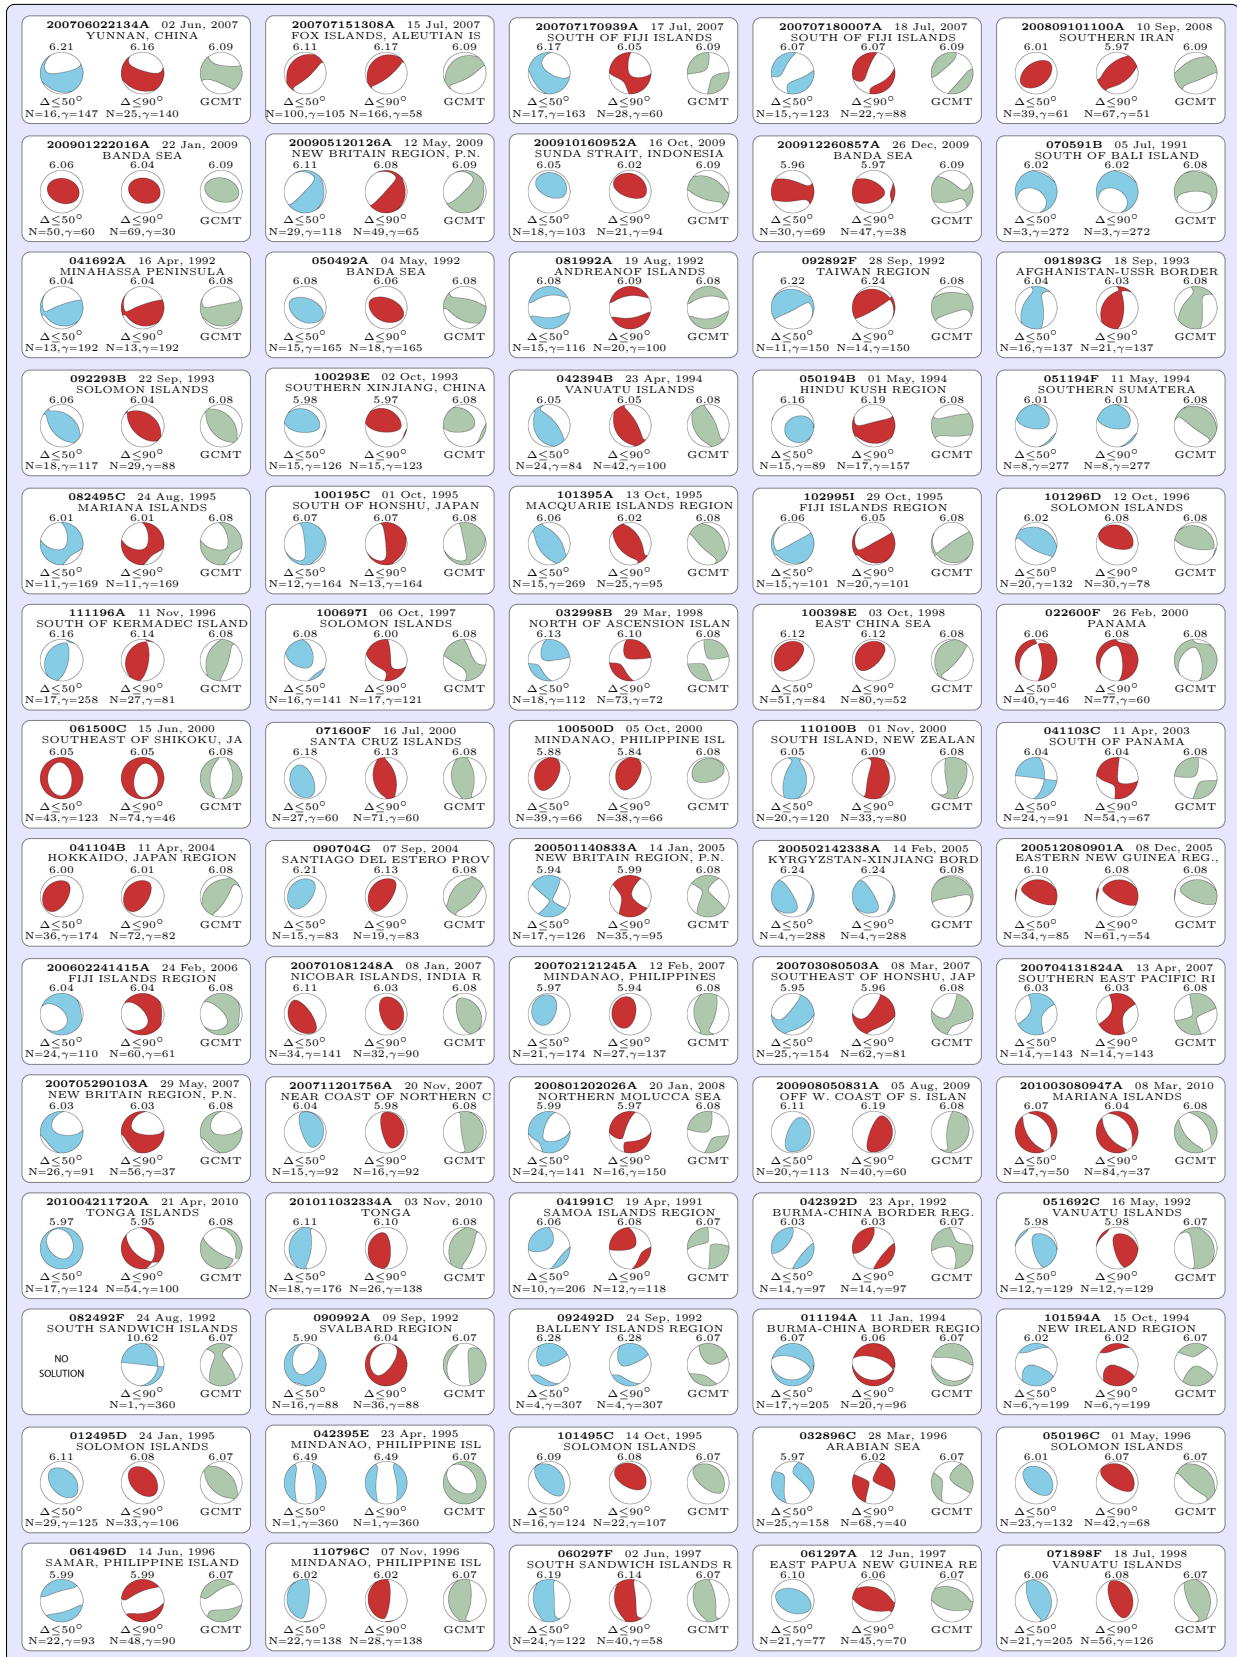 200706022134A 02 Jun, 2007
YUNNAN, CHINA
6.21 6.16 6.09
Δ≤50° Δ≤90° GCMT
N=16,γ=147 N=25,γ=140
200707151308A 15 Jul, 2007
FOX ISLANDS, ALEUTIAN IS
6.11 6.17 6.09
Δ≤50° Δ≤90° GCMT
N=100,γ=105 N=166,γ=58
200707170939A 17 Jul, 2007
SOUTH OF FIJI ISLANDS
6.17 6.05 6.09
Δ≤50° Δ≤90° GCMT
N=17,γ=163 N=28,γ=60
200707180007A 18 Jul, 2007
SOUTH OF FIJI ISLANDS
6.07 6.07 6.09
Δ≤50° Δ≤90° GCMT
N=15,γ=123 N=22,γ=88
200809101100A 10 Sep, 2008
SOUTHERN IRAN
6.01 5.97 6.09
Δ≤50° Δ≤90° GCMT
N=39,γ=61 N=67,γ=51
200901222016A 22 Jan, 2009
BANDA SEA
6.06 6.04 6.09
Δ≤50° Δ≤90° GCMT
N=50,γ=60 N=69,γ=30
200905120126A 12 May, 2009
NEW BRITAIN REGION, P.N.
6.11 6.08 6.09
Δ≤50° Δ≤90° GCMT
N=29,γ=118 N=49,γ=65
200910160952A 16 Oct, 2009
SUNDA STRAIT, INDONESIA
6.05 6.02 6.09
Δ≤50° Δ≤90° GCMT
N=18,γ=103 N=21,γ=94
200912260857A 26 Dec, 2009
BANDA SEA
5.96 5.97 6.09
Δ≤50° Δ≤90° GCMT
N=30,γ=69 N=47,γ=38
070591B 05 Jul, 1991
SOUTH OF BALI ISLAND
6.02 6.02 6.08
Δ≤50° Δ≤90° GCMT
N=3,γ=272 N=3,γ=272
041692A 16 Apr, 1992
MINAHASSA PENINSULA
6.04 6.04 6.08
Δ≤50° Δ≤90° GCMT
N=13,γ=192 N=13,γ=192
050492A 04 May, 1992
BANDA SEA
6.08 6.06 6.08
Δ≤50° Δ≤90° GCMT
N=15,γ=165 N=18,γ=165
081992A 19 Aug, 1992
ANDREANOF ISLANDS
6.08 6.09 6.08
Δ≤50° Δ≤90° GCMT
N=15,γ=116 N=20,γ=100
092892F 28 Sep, 1992
TAIWAN REGION
6.22 6.24 6.08
Δ≤50° Δ≤90° GCMT
N=11,γ=150 N=14,γ=150
091893G 18 Sep, 1993
AFGHANISTAN-USSR BORDER
6.04 6.03 6.08
Δ≤50° Δ≤90° GCMT
N=16,γ=137 N=21,γ=137
092293B 22 Sep, 1993
SOLOMON ISLANDS
6.06 6.04 6.08
Δ≤50° Δ≤90° GCMT
N=18,γ=117 N=29,γ=88
100293E 02 Oct, 1993
SOUTHERN XINJIANG, CHINA
5.98 5.97 6.08
Δ≤50° Δ≤90° GCMT
N=15,γ=126 N=15,γ=123
042394B 23 Apr, 1994
VANUATU ISLANDS
6.05 6.05 6.08
Δ≤50° Δ≤90° GCMT
N=24,γ=84 N=42,γ=100
050194B 01 May, 1994
HINDU KUSH REGION
6.16 6.19 6.08
Δ≤50° Δ≤90° GCMT
N=15,γ=89 N=17,γ=157
051194F 11 May, 1994
SOUTHERN SUMATERA
6.01 6.01 6.08
Δ≤50° Δ≤90° GCMT
N=8,γ=277 N=8,γ=277
082495C 24 Aug, 1995
MARIANA ISLANDS
6.01 6.01 6.08
Δ≤50° Δ≤90° GCMT
N=11,γ=169 N=11,γ=169
100195C 01 Oct, 1995
SOUTH OF HONSHU, JAPAN
6.07 6.07 6.08
Δ≤50° Δ≤90° GCMT
N=12,γ=164 N=13,γ=164
101395A 13 Oct, 1995
MACQUARIE ISLANDS REGION
6.06 6.02 6.08
Δ≤50° Δ≤90° GCMT
N=15,γ=269 N=25,γ=95
102995I 29 Oct, 1995
FIJI ISLANDS REGION
6.06 6.05 6.08
Δ≤50° Δ≤90° GCMT
N=15,γ=101 N=20,γ=101
101296D 12 Oct, 1996
SOLOMON ISLANDS
6.02 6.08 6.08
Δ≤50° Δ≤90° GCMT
N=20,γ=132 N=30,γ=78
111196A 11 Nov, 1996
SOUTH OF KERMADEC ISLAND
6.16 6.14 6.08
Δ≤50° Δ≤90° GCMT
N=17,γ=258 N=27,γ=81
100697I 06 Oct, 1997
SOLOMON ISLANDS
6.08 6.00 6.08
Δ≤50° Δ≤90° GCMT
N=16,γ=141 N=17,γ=121
032998B 29 Mar, 1998
NORTH OF ASCENSION ISLAN
6.13 6.10 6.08
Δ≤50° Δ≤90° GCMT
N=18,γ=112 N=73,γ=72
100398E 03 Oct, 1998
EAST CHINA SEA
6.12 6.12 6.08
Δ≤50° Δ≤90° GCMT
N=51,γ=84 N=80,γ=52
022600F 26 Feb, 2000
PANAMA
6.06 6.08 6.08
Δ≤50° Δ≤90° GCMT
N=40,γ=46 N=77,γ=60
061500C 15 Jun, 2000
SOUTHEAST OF SHIKOKU, JA
6.05 6.05 6.08
Δ≤50° Δ≤90° GCMT
N=43,γ=123 N=74,γ=46
071600F 16 Jul, 2000
SANTA CRUZ ISLANDS
6.18 6.13 6.08
Δ≤50° Δ≤90° GCMT
N=27,γ=60 N=71,γ=60
100500D 05 Oct, 2000
MINDANAO, PHILIPPINE ISL
5.88 5.84 6.08
Δ≤50° Δ≤90° GCMT
N=39,γ=66 N=38,γ=66
110100B 01 Nov, 2000
SOUTH ISLAND, NEW ZEALAN
6.05 6.09 6.08
Δ≤50° Δ≤90° GCMT
N=20,γ=120 N=33,γ=80
041103C 11 Apr, 2003
SOUTH OF PANAMA
6.04 6.04 6.08
Δ≤50° Δ≤90° GCMT
N=24,γ=91 N=54,γ=67
041104B 11 Apr, 2004
HOKKAIDO, JAPAN REGION
6.00 6.01 6.08
Δ≤50° Δ≤90° GCMT
N=36,γ=174 N=72,γ=82
090704G 07 Sep, 2004
SANTIAGO DEL ESTERO PROV
6.21 6.13 6.08
Δ≤50° Δ≤90° GCMT
N=15,γ=83 N=19,γ=83
200501140833A 14 Jan, 2005
NEW BRITAIN REGION, P.N.
5.94 5.99 6.08
Δ≤50° Δ≤90° GCMT
N=17,γ=126 N=35,γ=95
200502142338A 14 Feb, 2005
KYRGYZSTAN-XINJIANG BORD
6.24 6.24 6.08
Δ≤50° Δ≤90° GCMT
N=4,γ=288 N=4,γ=288
200512080901A 08 Dec, 2005
EASTERN NEW GUINEA REG.,
6.10 6.08 6.08
Δ≤50° Δ≤90° GCMT
N=34,γ=85 N=61,γ=54
200602241415A 24 Feb, 2006
FIJI ISLANDS REGION
6.04 6.04 6.08
Δ≤50° Δ≤90° GCMT
N=24,γ=110 N=60,γ=61
200701081248A 08 Jan, 2007
NICOBAR ISLANDS, INDIA R
6.11 6.03 6.08
Δ≤50° Δ≤90° GCMT
N=34,γ=141 N=32,γ=90
200702121245A 12 Feb, 2007
MINDANAO, PHILIPPINES
5.97 5.94 6.08
Δ≤50° Δ≤90° GCMT
N=21,γ=174 N=27,γ=137
200703080503A 08 Mar, 2007
SOUTHEAST OF HONSHU, JAP
5.95 5.96 6.08
Δ≤50° Δ≤90° GCMT
N=25,γ=154 N=62,γ=81
200704131824A 13 Apr, 2007
SOUTHERN EAST PACIFIC RI
6.03 6.03 6.08
Δ≤50° Δ≤90° GCMT
N=14,γ=143 N=14,γ=143
200705290103A 29 May, 2007
NEW BRITAIN REGION, P.N.
6.03 6.03 6.08
Δ≤50° Δ≤90° GCMT
N=26,γ=91 N=56,γ=37
200711201756A 20 Nov, 2007
NEAR COAST OF NORTHERN C
6.04 5.98 6.08
Δ≤50° Δ≤90° GCMT
N=15,γ=92 N=16,γ=92
200801202026A 20 Jan, 2008
NORTHERN MOLUCCA SEA
5.99 5.97 6.08
Δ≤50° Δ≤90° GCMT
N=24,γ=141 N=16,γ=150
200908050831A 05 Aug, 2009
OFF W. COAST OF S. ISLAN
6.11 6.19 6.08
Δ≤50° Δ≤90° GCMT
N=20,γ=113 N=40,γ=60
201003080947A 08 Mar, 2010
MARIANA ISLANDS
6.07 6.04 6.08
Δ≤50° Δ≤90° GCMT
N=47,γ=50 N=84,γ=37
201004211720A 21 Apr, 2010
TONGA ISLANDS
5.97 5.95 6.08
Δ≤50° Δ≤90° GCMT
N=17,γ=124 N=54,γ=100
201011032334A 03 Nov, 2010
TONGA
6.11 6.10 6.08
Δ≤50° Δ≤90° GCMT
N=18,γ=176 N=26,γ=138
041991C 19 Apr, 1991
SAMOA ISLANDS REGION
6.06 6.08 6.07
Δ≤50° Δ≤90° GCMT
N=10,γ=206 N=12,γ=118
042392D 23 Apr, 1992
BURMA-CHINA BORDER REG.
6.03 6.03 6.07
Δ≤50° Δ≤90° GCMT
N=14,γ=97 N=14,γ=97
051692C 16 May, 1992
VANUATU ISLANDS
5.98 5.98 6.07
Δ≤50° Δ≤90° GCMT
N=12,γ=129 N=12,γ=129
082492F 24 Aug, 1992
SOUTH SANDWICH ISLANDS
10.62 6.07
NO
SOLUTION
Δ≤90° GCMT
N=1,γ=360
090992A 09 Sep, 1992
SVALBARD REGION
5.90 6.04 6.07
Δ≤50° Δ≤90° GCMT
N=16,γ=88 N=36,γ=88
092492D 24 Sep, 1992
BALLENY ISLANDS REGION
6.28 6.28 6.07
Δ≤50° Δ≤90° GCMT
N=4,γ=307 N=4,γ=307
011194A 11 Jan, 1994
BURMA-CHINA BORDER REGIO
6.07 6.06 6.07
Δ≤50° Δ≤90° GCMT
N=17,γ=205 N=20,γ=96
101594A 15 Oct, 1994
NEW IRELAND REGION
6.02 6.02 6.07
Δ≤50° Δ≤90° GCMT
N=6,γ=199 N=6,γ=199
012495D 24 Jan, 1995
SOLOMON ISLANDS
6.11 6.08 6.07
Δ≤50° Δ≤90° GCMT
N=29,γ=125 N=33,γ=106
042395E 23 Apr, 1995
MINDANAO, PHILIPPINE ISL
6.49 6.49 6.07
Δ≤50° Δ≤90° GCMT
N=1,γ=360 N=1,γ=360
101495C 14 Oct, 1995
SOLOMON ISLANDS
6.09 6.08 6.07
Δ≤50° Δ≤90° GCMT
N=16,γ=124 N=22,γ=107
032896C 28 Mar, 1996
ARABIAN SEA
5.97 6.02 6.07
Δ≤50° Δ≤90° GCMT
N=25,γ=158 N=68,γ=40
050196C 01 May, 1996
SOLOMON ISLANDS
6.01 6.07 6.07
Δ≤50° Δ≤90° GCMT
N=23,γ=132 N=42,γ=68
061496D 14 Jun, 1996
SAMAR, PHILIPPINE ISLAND
5.99 5.99 6.07
Δ≤50° Δ≤90° GCMT
N=22,γ=93 N=48,γ=90
110796C 07 Nov, 1996
MINDANAO, PHILIPPINE ISL
6.02 6.02 6.07
Δ≤50° Δ≤90° GCMT
N=22,γ=138 N=28,γ=138
060297F 02 Jun, 1997
SOUTH SANDWICH ISLANDS R
6.19 6.14 6.07
Δ≤50° Δ≤90° GCMT
N=24,γ=122 N=40,γ=58
061297A 12 Jun, 1997
EAST PAPUA NEW GUINEA RE
6.10 6.06 6.07
Δ≤50° Δ≤90° GCMT
N=21,γ=77 N=45,γ=70
071898F 18 Jul, 1998
VANUATU ISLANDS
6.06 6.08 6.07
Δ≤50° Δ≤90° GCMT
N=21,γ=205 N=56,γ=126